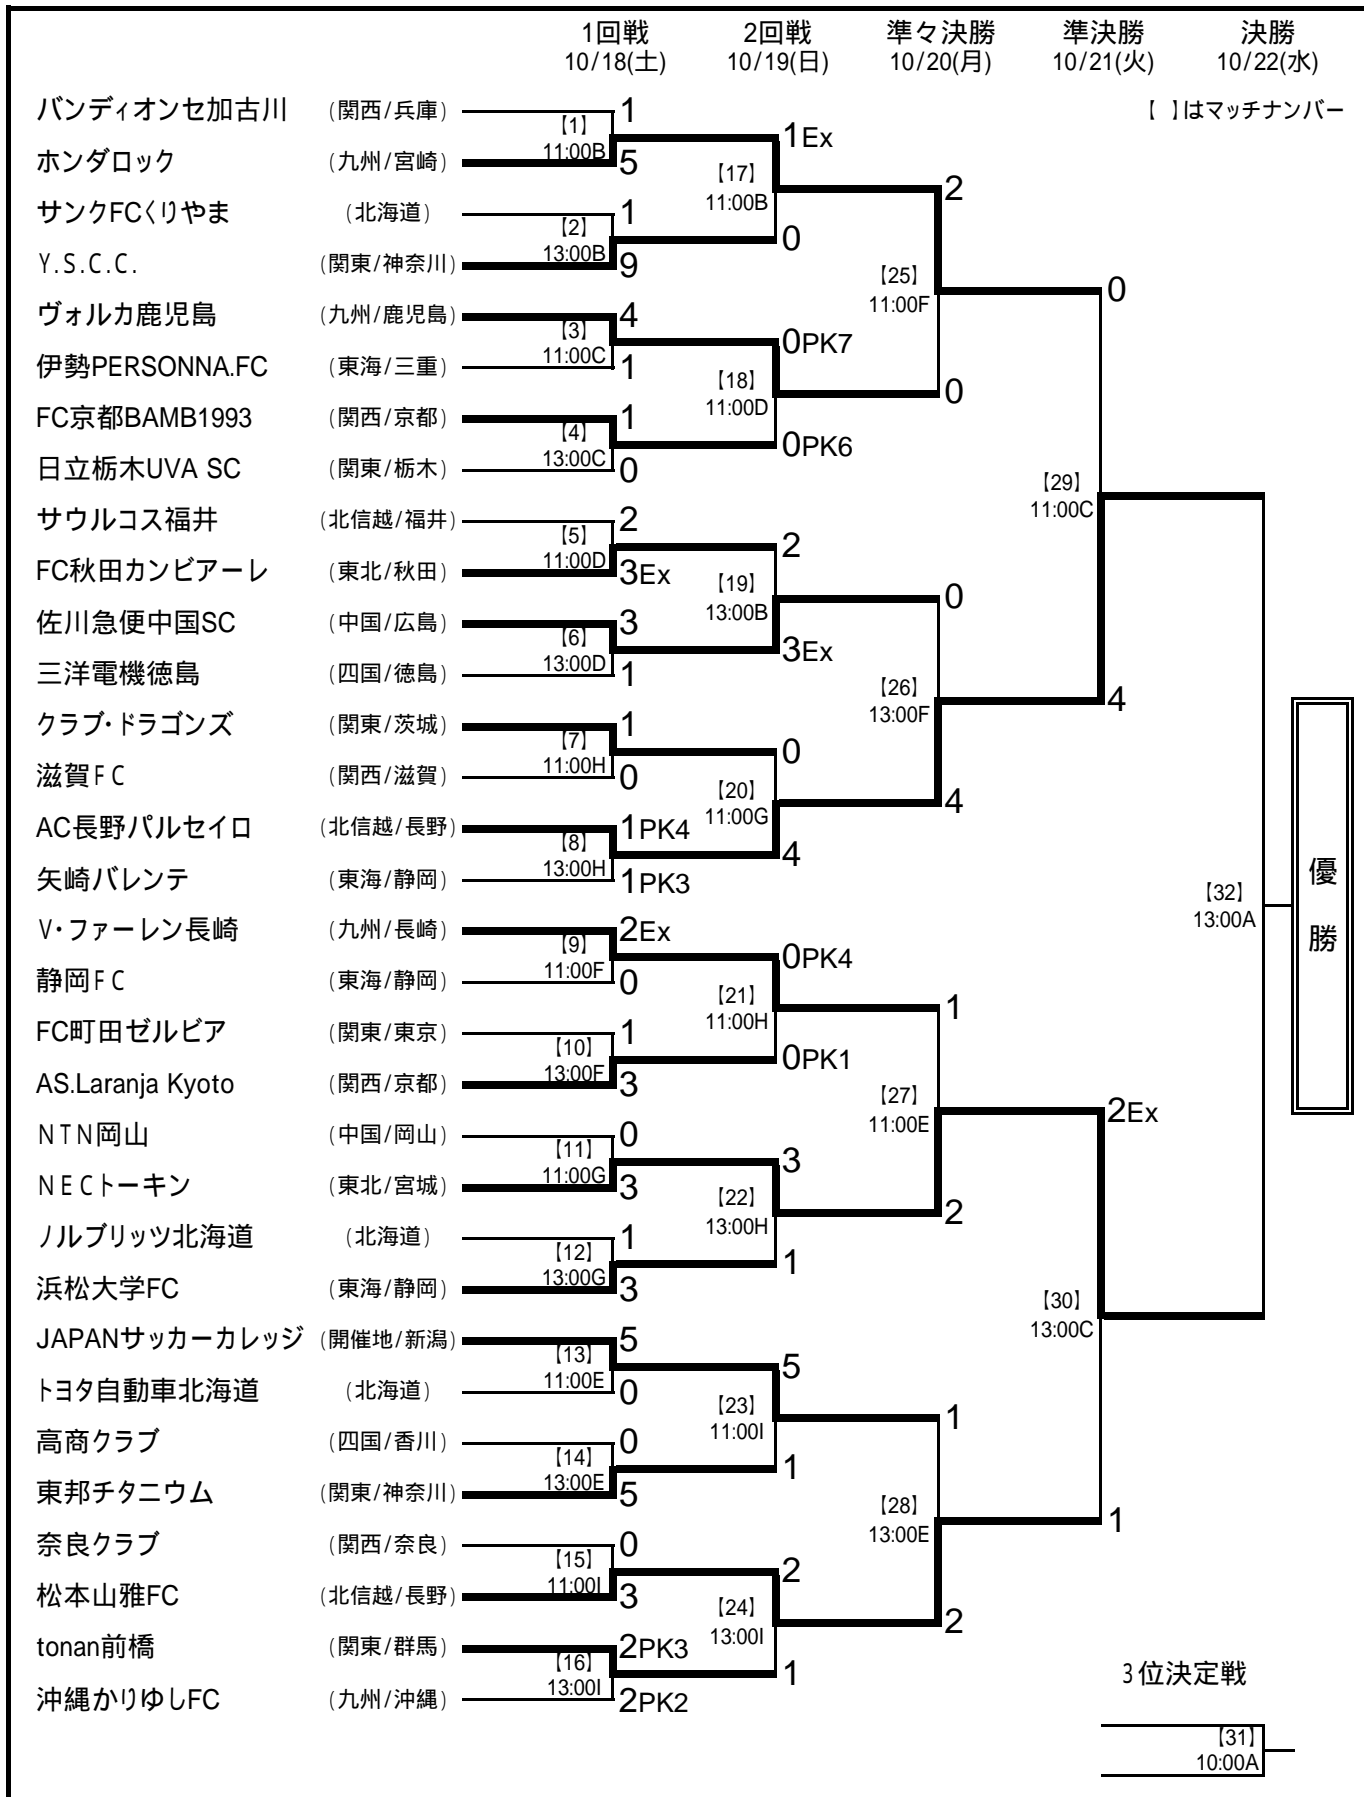 1回戦 2回戦 準々決勝 準決勝 決勝
10/18(土) 10/19(日) 10/20(月) 10/21(火) 10/22(水)
【 】はマッチナンバー
バンディオンセ加古川 (関西/兵庫) 1
【1】 11:00B
1Ex
ホンダロック (九州/宮崎) 5
【17】 11:00B
2
サンクFCくりやま (北海道) 1
【2】 13:00B
0
Y.S.C.C. (関東/神奈川) 9
【25】 11:00F
0
ヴォルカ鹿児島 (九州/鹿児島) 4
【3】 11:00C
0PK7
伊勢PERSONNA.FC (東海/三重) 1
【18】 11:00D
0
FC京都BAMB1993 (関西/京都) 1
【4】 13:00C
0PK6
日立栃木UVA SC (関東/栃木) 0
【29】 11:00C
サウルコス福井 (北信越/福井) 2
【5】 11:00D
2
FC秋田カンビアーレ (東北/秋田) 3Ex
【19】 13:00B
0
佐川急便中国SC (中国/広島) 3
【6】 13:00D
3Ex
三洋電機徳島 (四国/徳島) 1
【26】 13:00F
4
クラブ・ドラゴンズ (関東/茨城) 1
【7】 11:00H
0
滋賀FC (関西/滋賀) 0
【20】 11:00G
4
AC長野パルセイロ (北信越/長野) 1PK4
【8】 13:00H
4
矢崎バレンテ (東海/静岡) 1PK3
【32】 13:00A
優勝
V・ファーレン長崎 (九州/長崎) 2Ex
【9】 11:00F
0PK4
静岡FC (東海/静岡) 0
【21】 11:00H
1
FC町田ゼルビア (関東/東京) 1
【10】 13:00F
0PK1
AS.Laranja Kyoto (関西/京都) 3
【27】 11:00E
2Ex
NTN岡山 (中国/岡山) 0
【11】 11:00G
3
NECトーキン (東北/宮城) 3
【22】 13:00H
2
ノルブリッツ北海道 (北海道) 1
【12】 13:00G
1
浜松大学FC (東海/静岡) 3
【30】 13:00C
JAPANサッカーカレッジ (開催地/新潟) 5
【13】 11:00E
5
トヨタ自動車北海道 (北海道) 0
【23】 11:00I
1
高商クラブ (四国/香川) 0
【14】 13:00E
1
東邦チタニウム (関東/神奈川) 5
【28】 13:00E
1
奈良クラブ (関西/奈良) 0
【15】 11:00I
2
松本山雅FC (北信越/長野) 3
【24】 13:00I
2
tonan前橋 (関東/群馬) 2PK3
【16】 13:00I
1
沖縄かりゆしFC (九州/沖縄) 2PK2
3位決定戦
【31】
10:00A